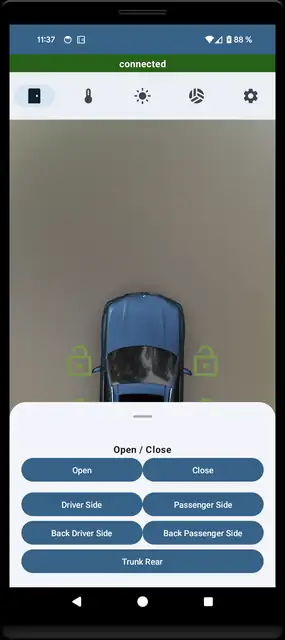 11:37
88 %
connected
Open / Close
Open
Close
Driver Side
Passenger Side
Back Driver Side
Back Passenger Side
Trunk Rear